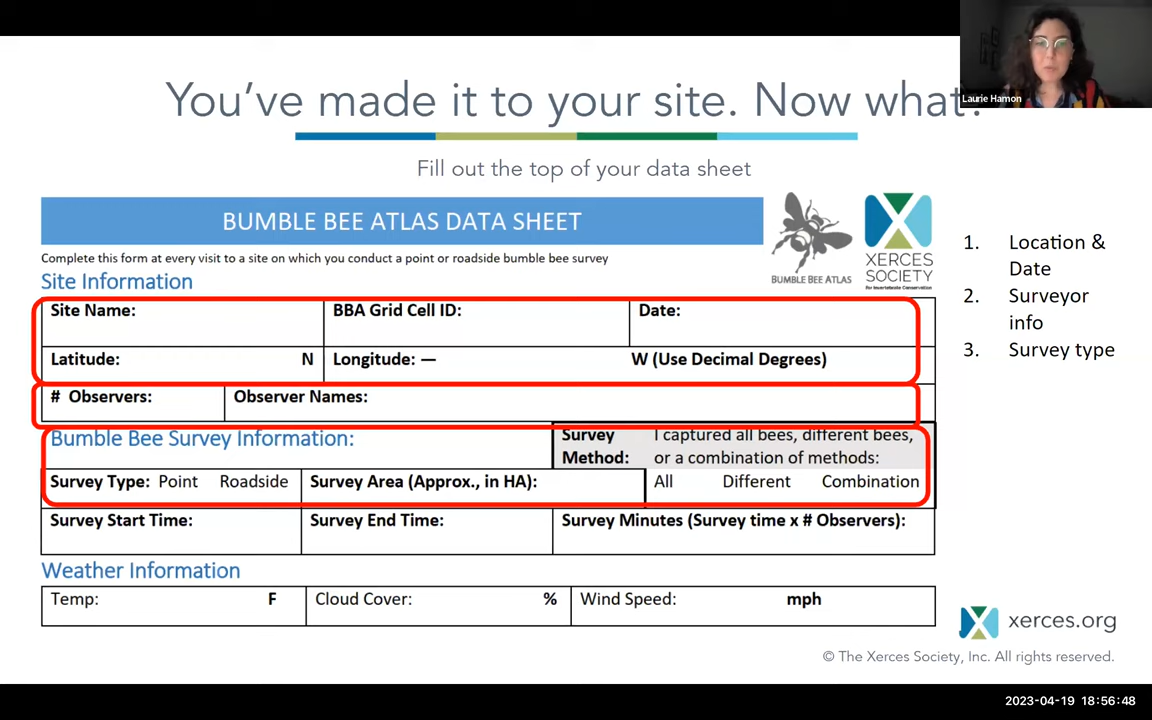 You've made it to your site. Now what?
Laurie Hamon
Fill out the top of your data sheet
BUMBLE BEE ATLAS DATA SHEET
BUMBLE BEE ATLAS
XERCES
SOCIETY
for Invertebrate Conservation
Complete this form at every visit to a site on which you conduct a point or roadside bumble bee survey
Site Information
Site Name: BBA Grid Cell ID: Date:
Latitude: N Longitude: — W (Use Decimal Degrees)
# Observers: Observer Names:
Bumble Bee Survey Information: Survey Method: I captured all bees, different bees, or a combination of methods:
Survey Type: Point Roadside Survey Area (Approx., in HA): All Different Combination
Survey Start Time: Survey End Time: Survey Minutes (Survey time x # Observers):
Weather Information
Temp: F Cloud Cover: % Wind Speed: mph
1. Location &
Date
2. Surveyor
info
3. Survey type
xerces.org
© The Xerces Society, Inc. All rights reserved.
2023-04-19 18:56:48